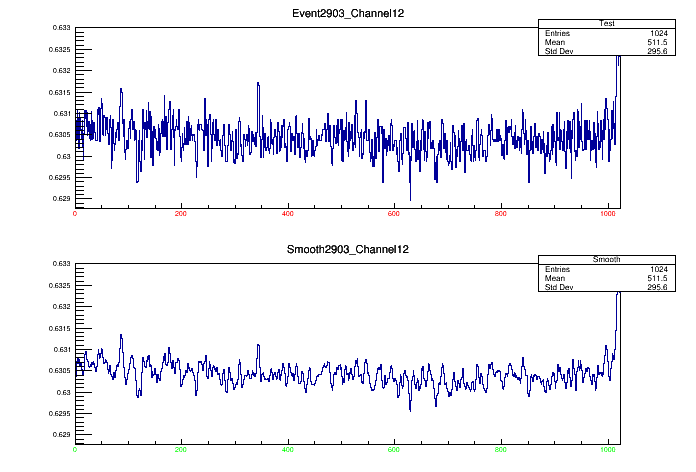 Event2903_Channel12
Test
Entries 1024
Mean 511.5
Std Dev 295.6
0.633
0.6325
0.632
0.6315
0.631
0.6305
0.63
0.6295
0.629
0 200 400 600 800 1000
Smooth2903_Channel12
Smooth
Entries 1024
Mean 511.5
Std Dev 295.6
0.633
0.6325
0.632
0.6315
0.631
0.6305
0.63
0.6295
0.629
0 200 400 600 800 1000